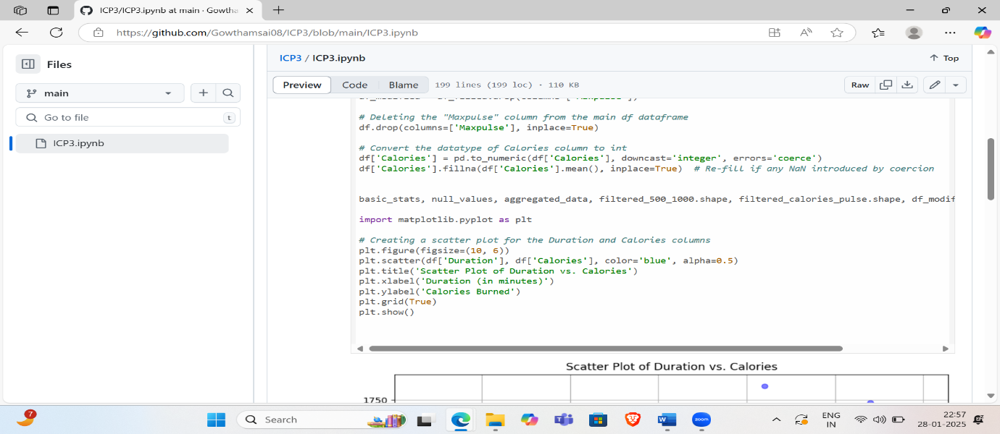 ICP3/ICP3.ipynb at main · Gowtha
https://github.com/Gowthamsai08/ICP3/blob/main/ICP3.ipynb
Files
main
Go to file
t
ICP3.ipynb
ICP3 / ICP3.ipynb
Top
Preview
Code
Blame
199 lines (199 loc) · 110 KB
Raw
# Deleting the "Maxpulse" column from the main df dataframe
df.drop(columns=['Maxpulse'], inplace=True)
# Convert the datatype of Calories column to int
df['Calories'] = pd.to_numeric(df['Calories'], downcast='integer', errors='coerce')
df['Calories'].fillna(df['Calories'].mean(), inplace=True)  # Re-fill if any NaN introduced by coercion
basic_stats, null_values, aggregated_data, filtered_500_1000.shape, filtered_calories_pulse.shape, df_modif
import matplotlib.pyplot as plt
# Creating a scatter plot for the Duration and Calories columns
plt.figure(figsize=(10, 6))
plt.scatter(df['Duration'], df['Calories'], color='blue', alpha=0.5)
plt.title('Scatter Plot of Duration vs. Calories')
plt.xlabel('Duration (in minutes)')
plt.ylabel('Calories Burned')
plt.grid(True)
plt.show()
Scatter Plot of Duration vs. Calories
1750
7
Search
zoom
ENG
IN
22:57
28-01-2025